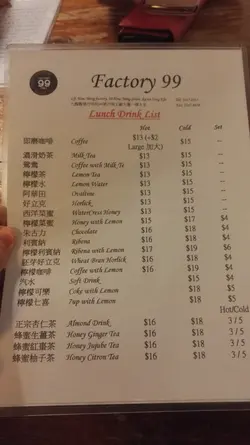 99
Factory 99
Lunch Drink List
Hot Cold Set
即磨咖啡 Coffee $13 (+$2 Large 加大) $15 --
濃滑奶茶 Milk Tea $13 $15 --
鴛鴦 Coffee with Milk Te $13 $15 --
檸檬茶 Lemon Tea $13 $15 --
檸檬水 Lemon Water $13 $15 --
阿華田 Ovaltine $13 $15 --
好立克 Horlick $13 $15 --
西洋菜蜜 WaterCress Honey $13 $15 --
檸檬菜蜜 Honey with Lemon $15 $17 $4
朱古力 Chocolate $16 $18 $4
利賓納 Ribena $16 $18 $4
檸檬利賓納 Ribena with Lemon $17 $19 $6
胚芽好立克 Wheat Bran Horlick $16 $18 $4
檸檬咖啡 Coffee with Lemon $16 $19 $4
汽水 Soft Drink $15 $4
檸檬可樂 Coke with Lemon $18 $5
檸檬七喜 7up with Lemon $18 $5
Hot/Cold
正宗杏仁茶 Almond Drink $16 $18 3 / 5
蜂蜜生薑茶 Honey Ginger Tea $16 $18 3 / 5
蜂蜜紅棗茶 Honey Jujube Tea $16 $18 3 / 5
蜂蜜柚子茶 Honey Citron Tea $16 $18 3 / 5